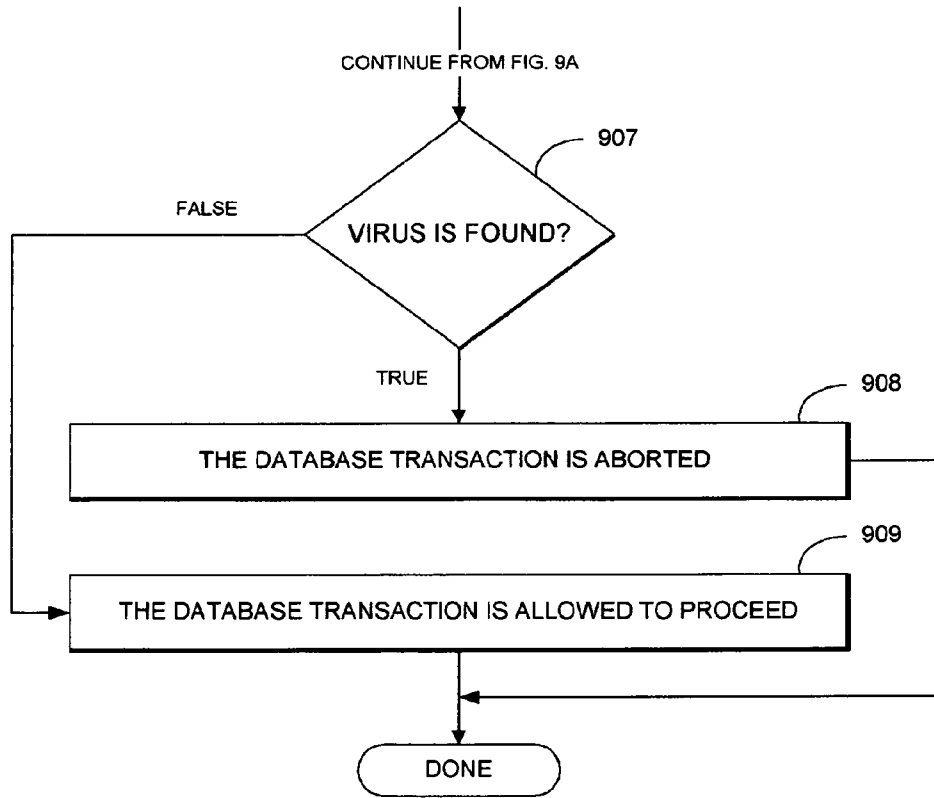 CONTINUE FROM FIG. 9A
907
FALSE
VIRUS IS FOUND?
TRUE
908
THE DATABASE TRANSACTION IS ABORTED
909
THE DATABASE TRANSACTION IS ALLOWED TO PROCEED
DONE